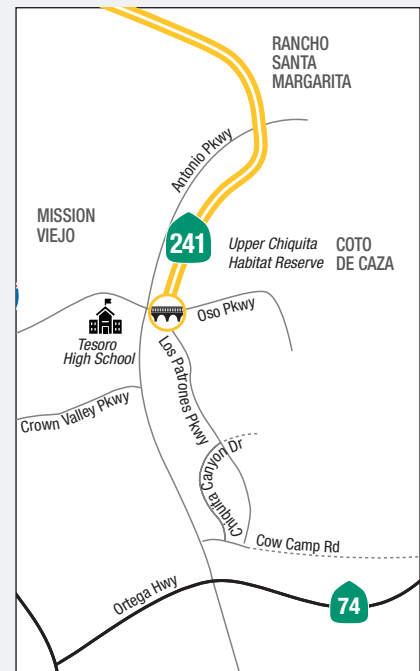 RANCHO
SANTA
MARGARITA
Antonio Pkwy
MISSION
VIEJO
241
Upper Chiquita
Habitat Reserve
COTO
DE CAZA
Oso Pkwy
Tesoro
High School
Los Patrones Pkwy
Crown Valley Pkwy
Chiquita Canyon Dr
Cow Camp Rd
Ortega Hwy
74